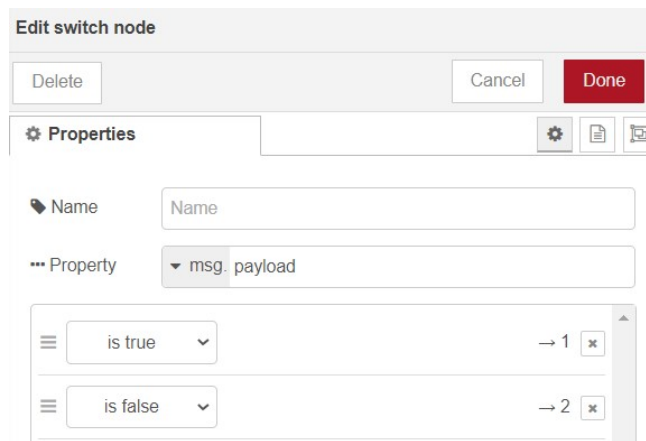 Edit switch node
Delete
Cancel
Done
Properties
Name
Name
Property
msg. payload
is true
→ 1
is false
→ 2